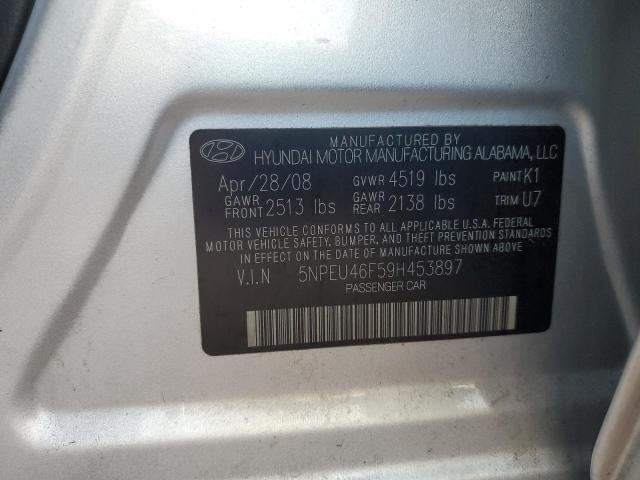 MANUFACTURED BY
HYUNDAI MOTOR MANUFACTURING ALABAMA, LLC
Apr/28/08 GVWR 4519 lbs PAINT K1
GAWR FRONT 2513 lbs GAWR REAR 2138 lbs TRIM U7
THIS VEHICLE CONFORMS TO ALL APPLICABLE U.S.A. FEDERAL
MOTOR VEHICLE SAFETY, BUMPER, AND THEFT PREVENTION
STANDARDS IN EFFECT ON THE DATE OF MANUFACTURE SHOWN ABOVE
V.I.N 5NPEU46F59H453897
PASSENGER CAR